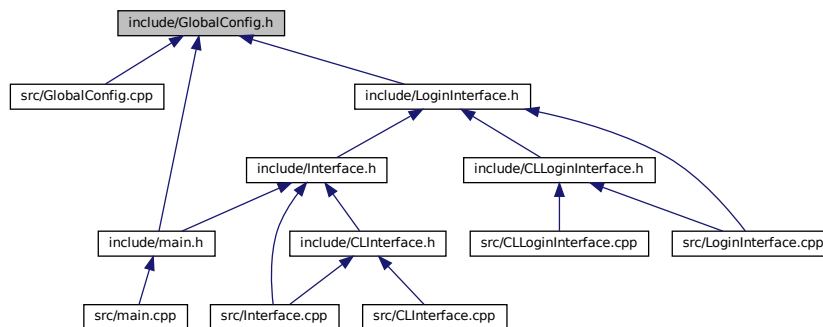 include/GlobalConfig.h
src/GlobalConfig.cpp
include/LoginInterface.h
include/Interface.h
include/CLLoginInterface.h
include/main.h
include/CLInterface.h
src/CLLoginInterface.cpp
src/LoginInterface.cpp
src/main.cpp
src/Interface.cpp
src/CLInterface.cpp